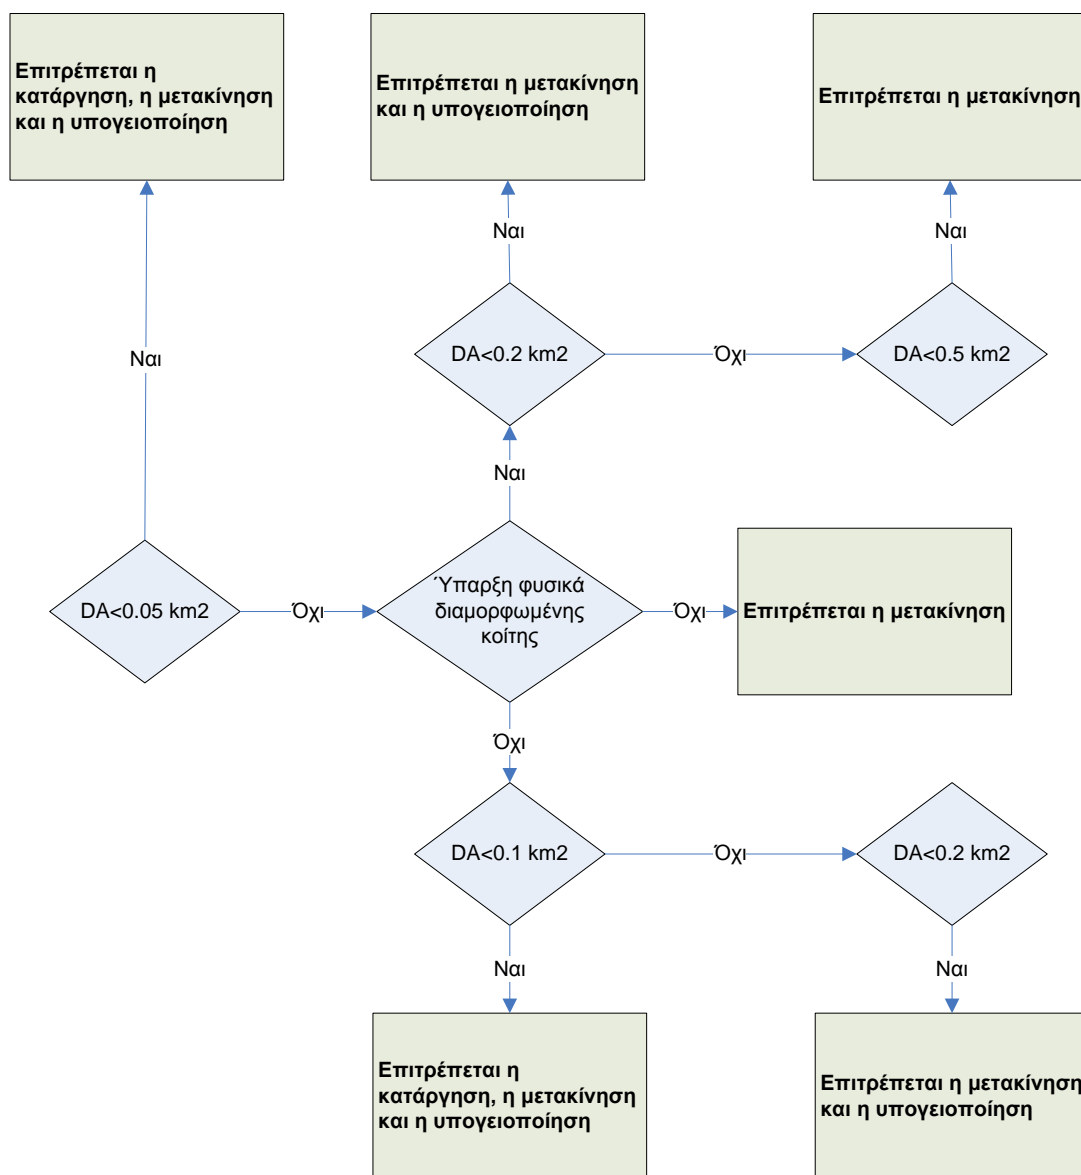 Επιτρέπεται η
κατάργηση, η μετακίνηση
και η υπογειοποίηση
Επιτρέπεται η μετακίνηση
και η υπογειοποίηση
Επιτρέπεται η μετακίνηση
Ναι
Ναι
Ναι
DA<0.2 km2
Όχι
DA<0.5 km2
Ναι
DA<0.05 km2
Όχι
Ύπαρξη φυσικά
διαμορφωμένης
κοίτης
Όχι
Επιτρέπεται η μετακίνηση
Όχι
DA<0.1 km2
Όχι
DA<0.2 km2
Ναι
Ναι
Επιτρέπεται η
κατάργηση, η μετακίνηση
και η υπογειοποίηση
Επιτρέπεται η μετακίνηση
και η υπογειοποίηση